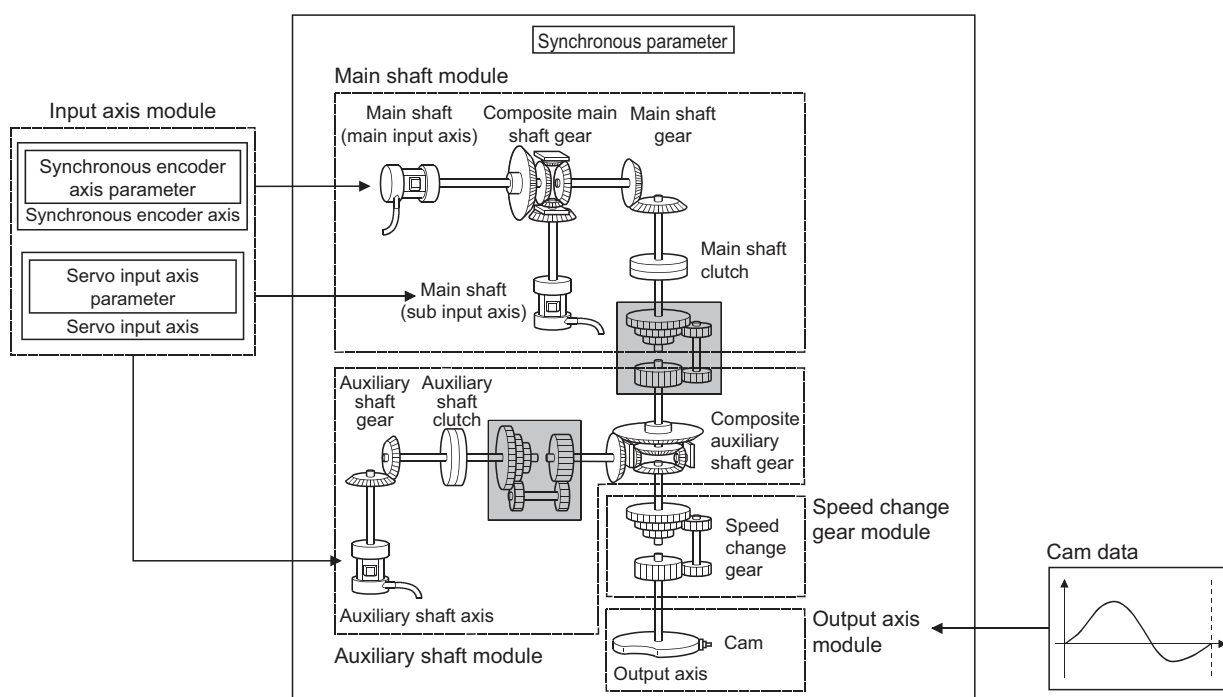 Synchronous parameter
Main shaft module
Input axis module
Main shaft
(main input axis)
Composite main
shaft gear
Main shaft
gear
Synchronous encoder
axis parameter
Synchronous encoder axis
Main shaft
clutch
Servo input axis
parameter
Servo input axis
Main shaft
(sub input axis)
Auxiliary
shaft
gear
Auxiliary
shaft
clutch
Composite
auxiliary
shaft gear
Speed change
gear module
Speed
change
gear
Cam data
Auxiliary shaft axis
Output axis
module
Cam
Auxiliary shaft module
Output axis